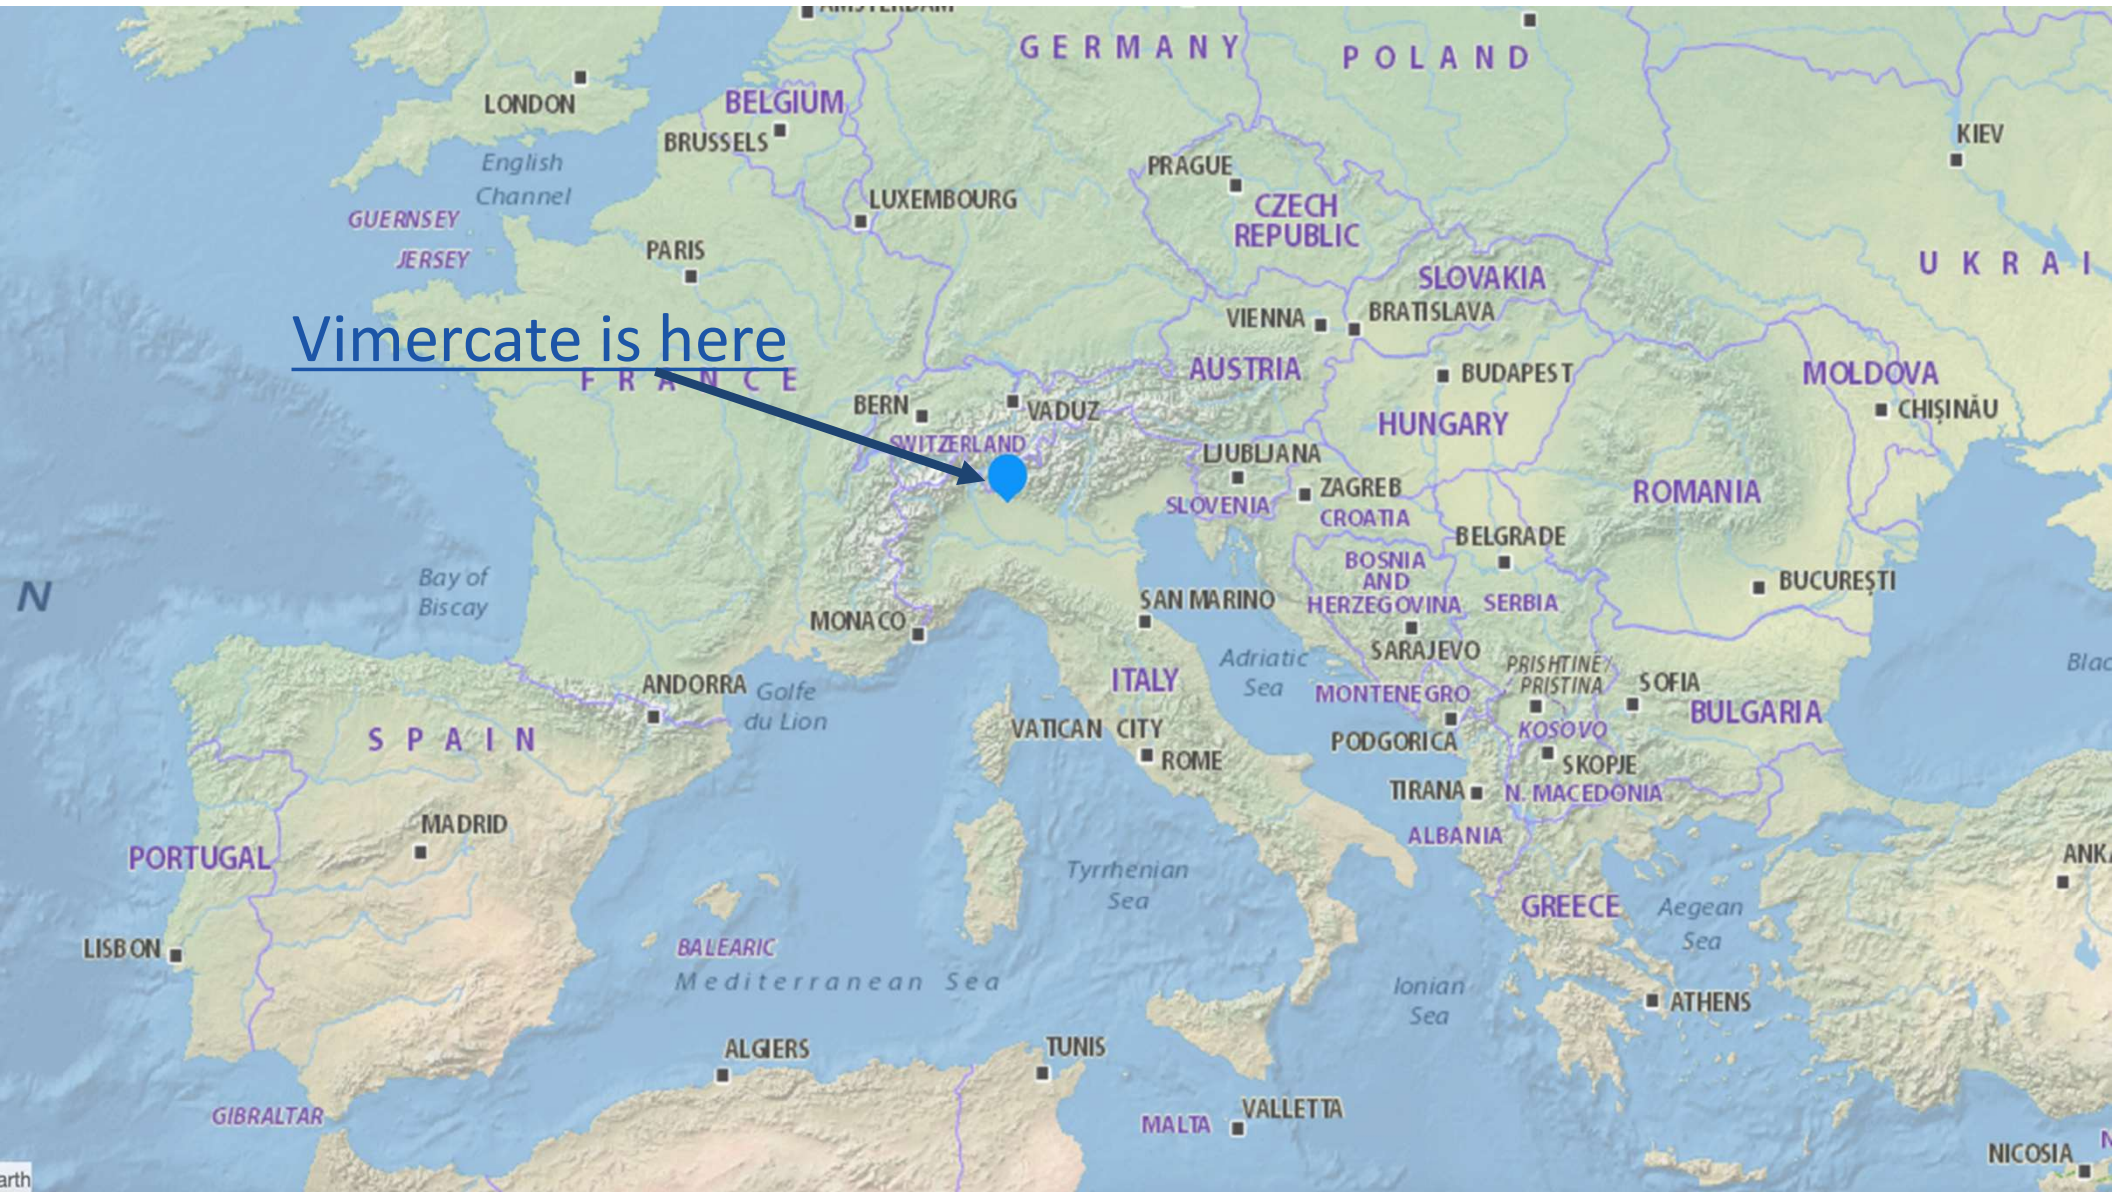 AMSTERDAM
GERMANY
POLAND
LONDON
BELGIUM
BRUSSELS
KIEV
English
Channel
PRAGUE
LUXEMBOURG
CZECH
REPUBLIC
GUERNSEY
JERSEY
PARIS
UKRAI
SLOVAKIA
Vimercate is here
VIENNA
BRATISLAVA
FRANCE
AUSTRIA
BUDAPEST
MOLDOVA
BERN
VADUZ
CHIȘINĂU
HUNGARY
SWITZERLAND
LJUBLJANA
ZAGREB
ROMANIA
SLOVENIA
CROATIA
BELGRADE
BOSNIA
AND
HERZEGOVINA
SERBIA
Bay of
Biscay
N
BUCUREȘTI
SAN MARINO
MONACO
SARAJEVO
Adriatic
Sea
PRISHTINË/
PRISTINA
SOFIA
Blac
ANDORRA
Golfe
du Lion
ITALY
MONTENEGRO
BULGARIA
SPAIN
VATICAN CITY
ROME
PODGORICA
KOSOVO
SKOPJE
TIRANA
N. MACEDONIA
MADRID
ALBANIA
PORTUGAL
ANK
Tyrrhenian
Sea
GREECE
Aegean
Sea
LISBON
BALEARIC
Mediterranean Sea
Ionian
Sea
ATHENS
ALGIERS
TUNIS
GIBRALTAR
MALTA
VALLETTA
NICOSIA
N
arth